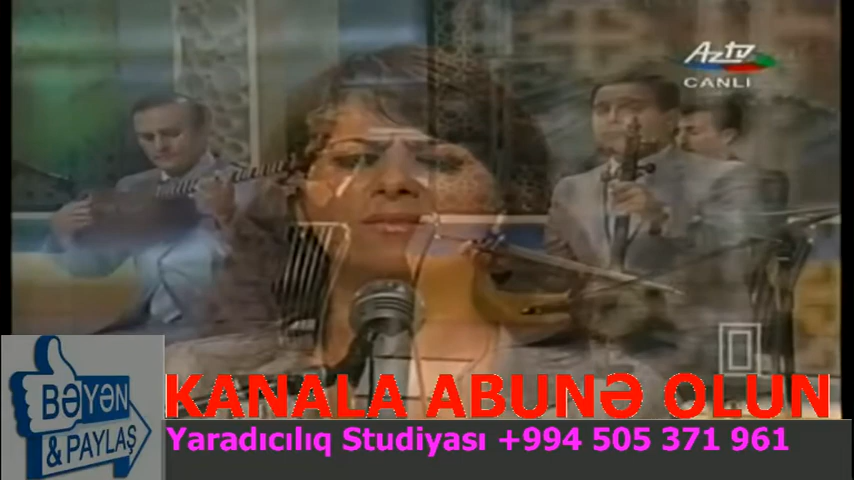 Aztv
CANLI
BƏYƏN
& PAYLAŞ
KANALA ABUNƏ OLUN
Yaradıcılıq Studiyası +994 505 371 961